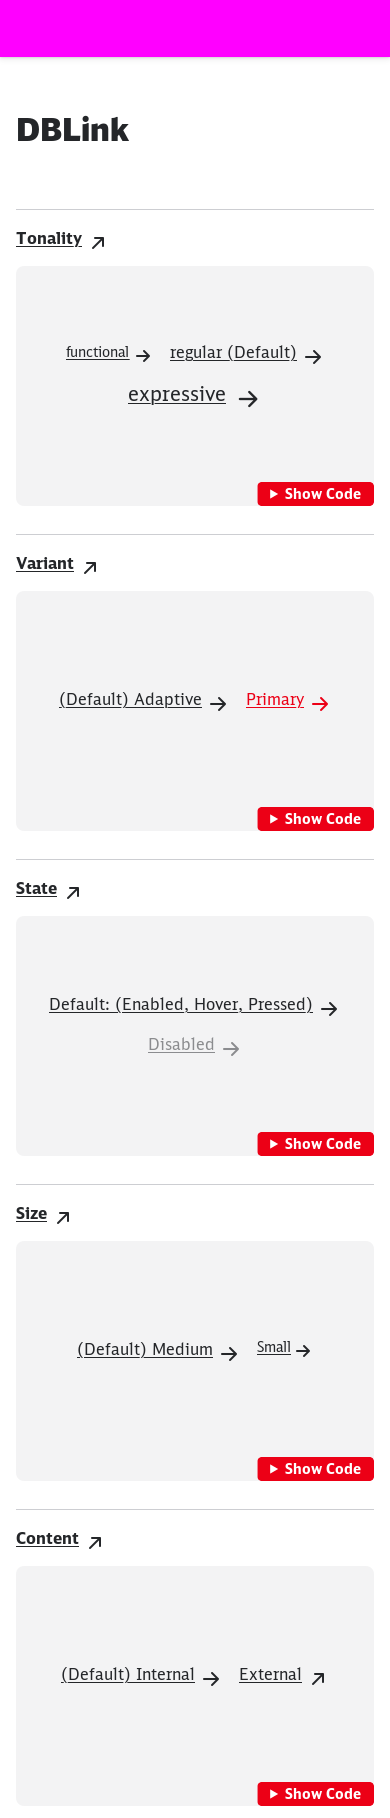 DBLink
Tonality
functional regular (Default)
expressive
Show Code
Variant
(Default) Adaptive Primary
Show Code
State
Default: (Enabled, Hover, Pressed)
Disabled
Show Code
Size
(Default) Medium Small
Show Code
Content
(Default) Internal External
Show Code